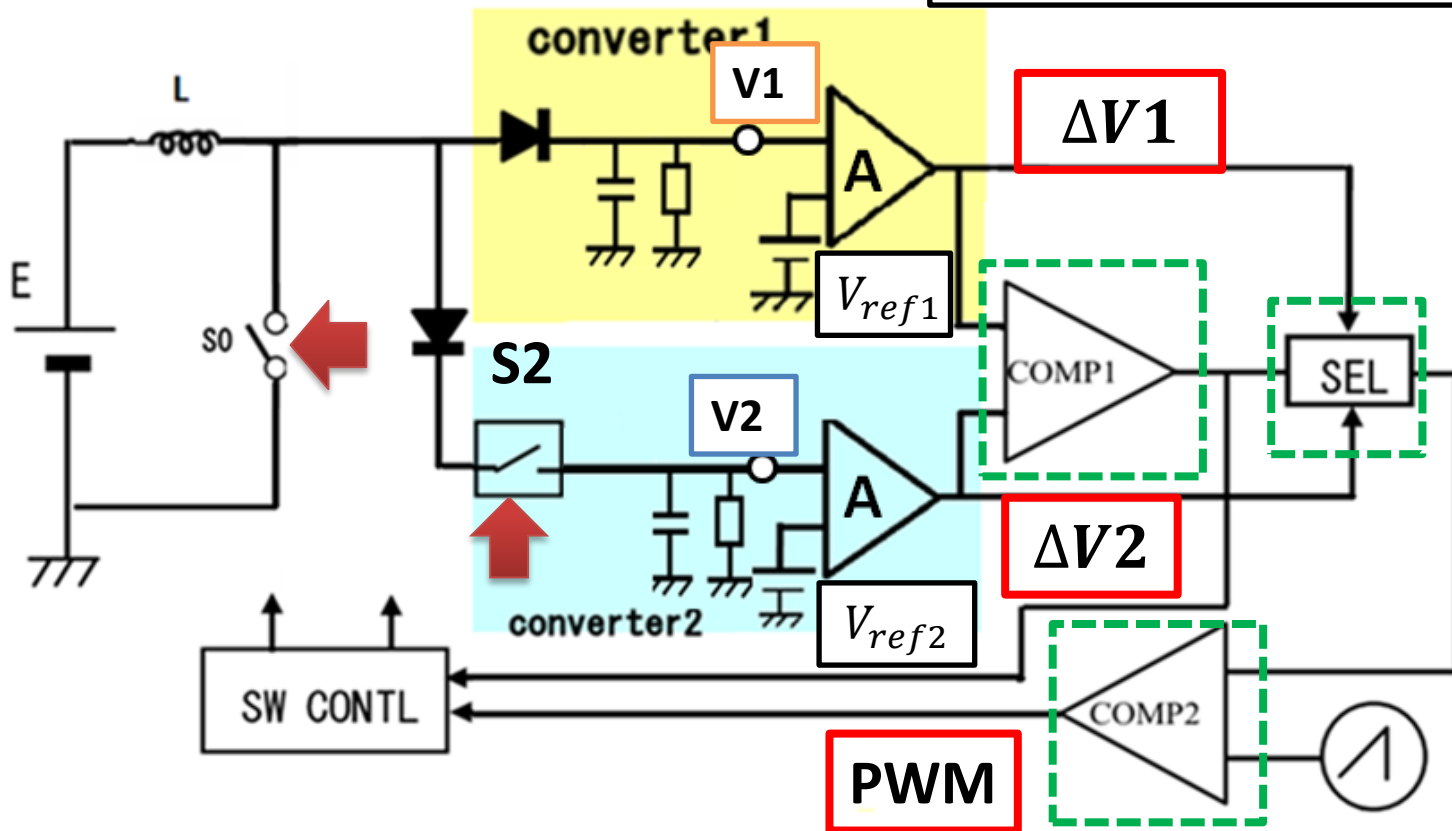 converter1
V1
L
ΔV1
A
E
V_ref1
S0
S2
COMP1
SEL
V2
A
ΔV2
converter2
V_ref2
SW CONTL
COMP2
PWM